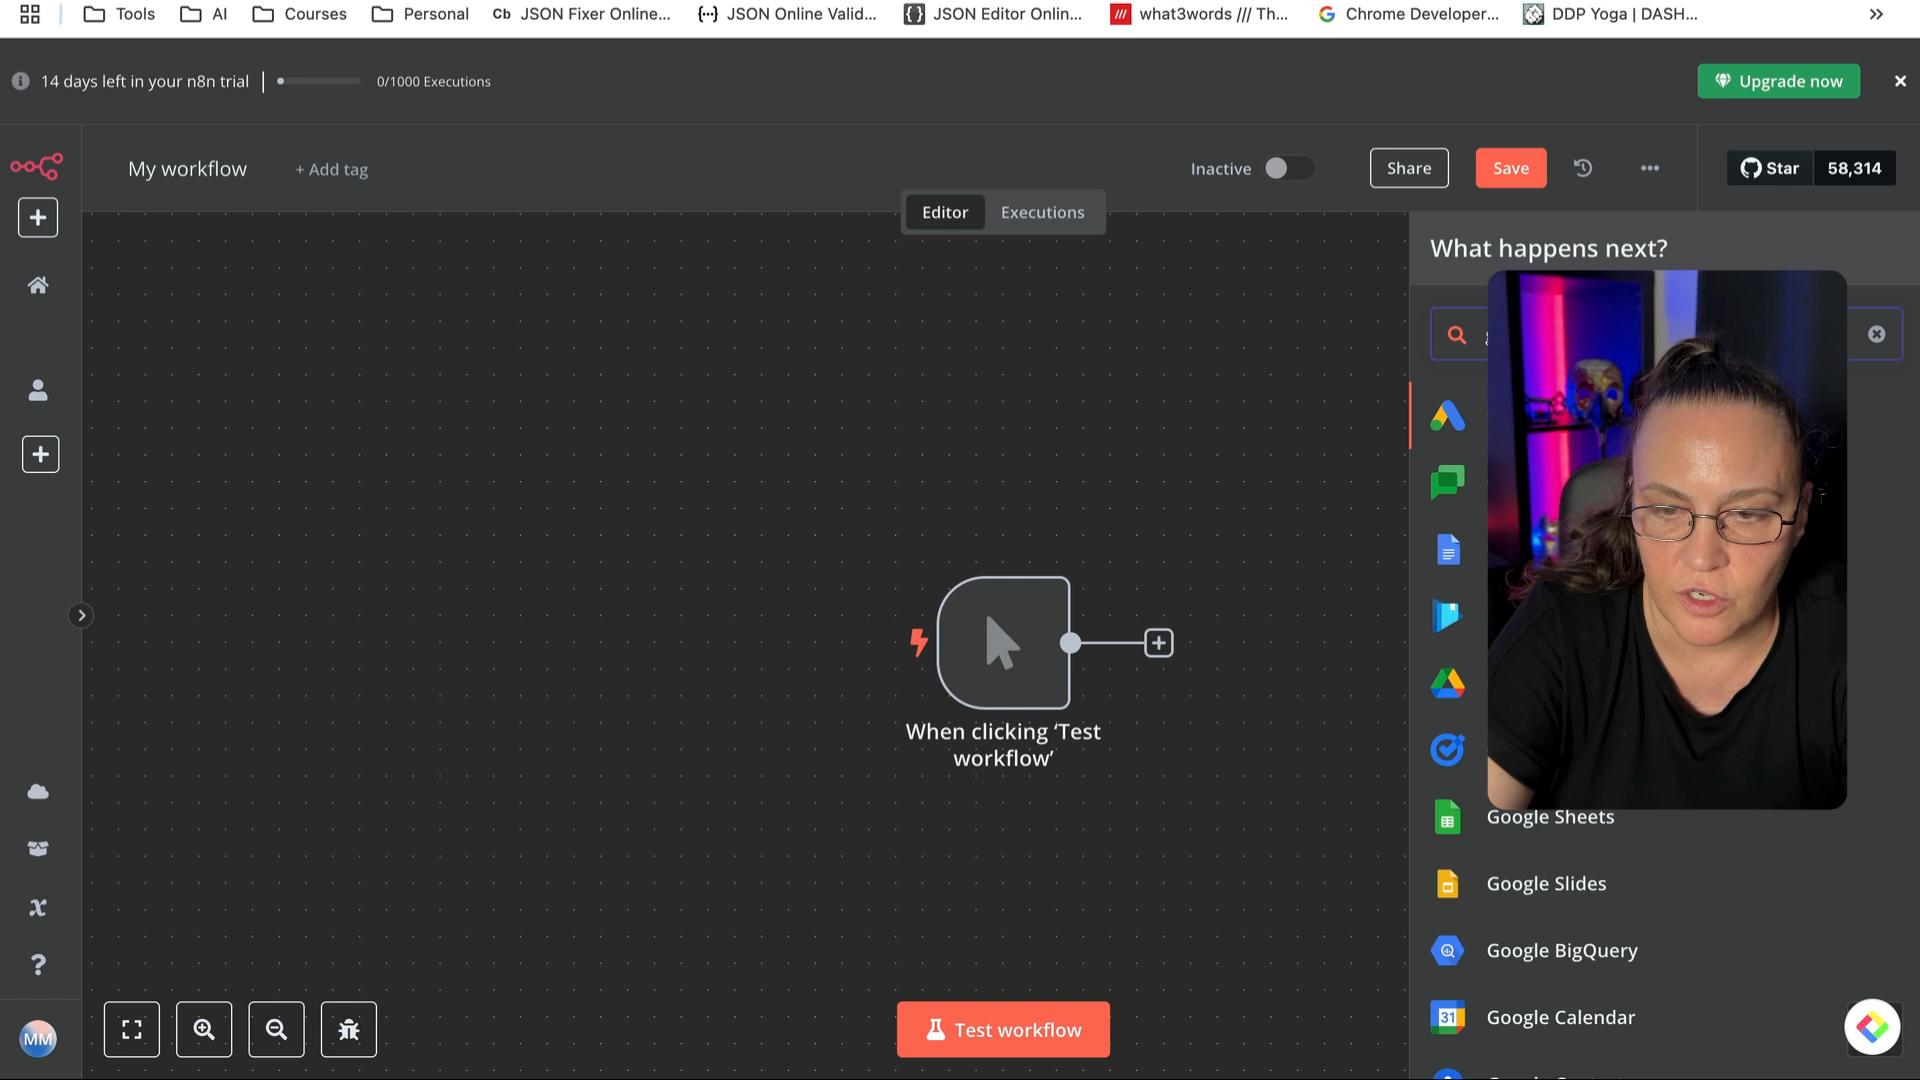 Tools
AI
Courses
Personal
Cb JSON Fixer Online...
JSON Online Valid...
JSON Editor Onlin...
what3words /// Th...
Chrome Developer...
DDP Yoga | DASH...
14 days left in your n8n trial
0/1000 Executions
Upgrade now
My workflow
+ Add tag
Inactive
Share
Save
Star
58,314
Editor
Executions
What happens next?
When clicking ‘Test
workflow’
Google Sheets
Google Slides
Google BigQuery
31
Google Calendar
MM
Test workflow